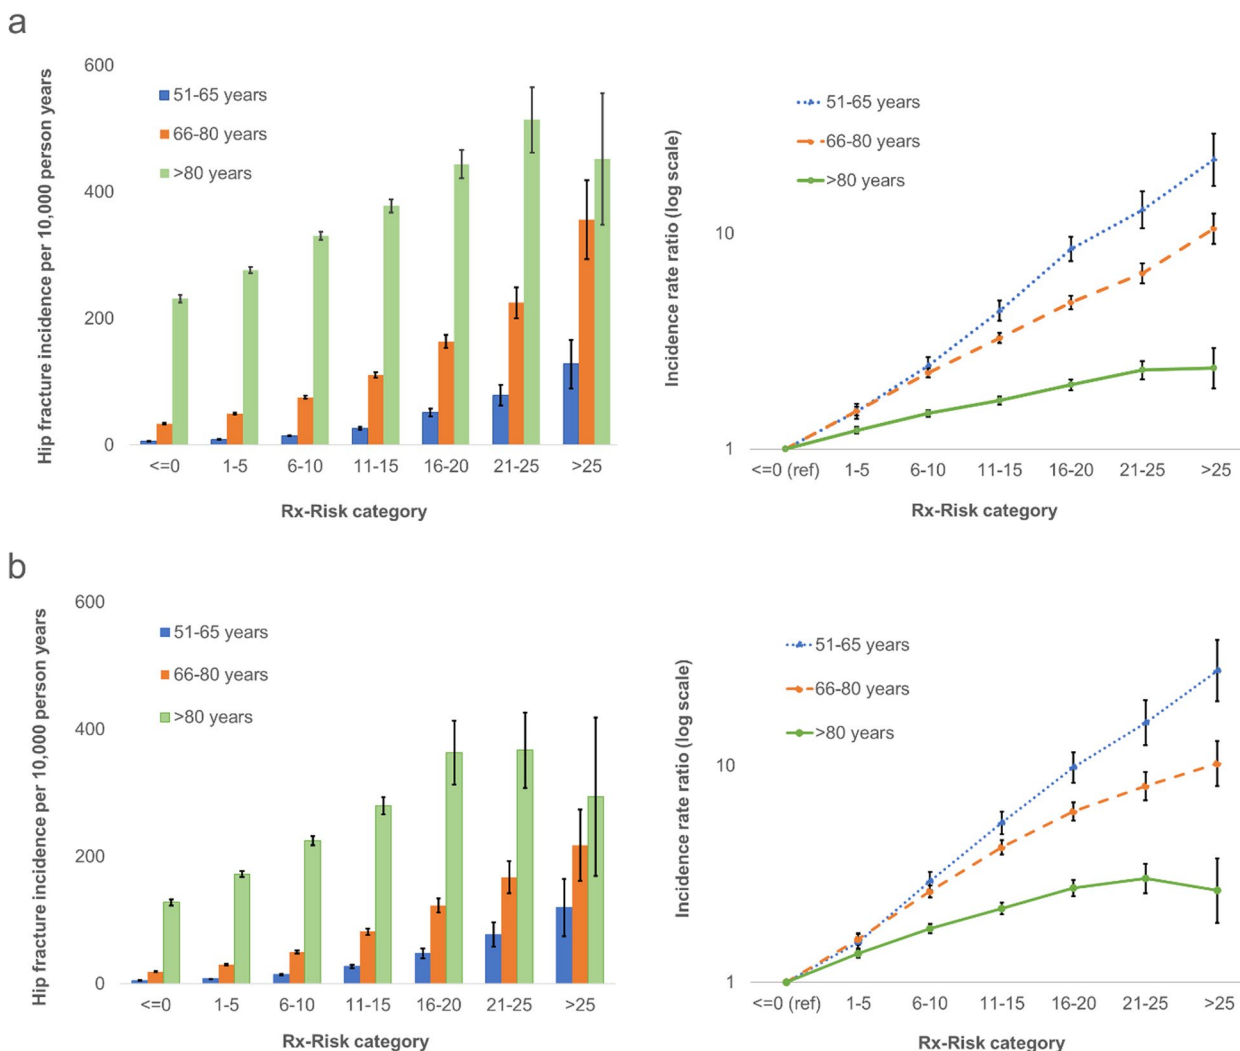 a
Hip fracture incidence per 10,000 person years
600
400
200
0
51-65 years
66-80 years
>80 years
<=0 1-5 6-10 11-15 16-20 21-25 >25
Rx-Risk category
Incidence rate ratio (log scale)
10
1
51-65 years
66-80 years
>80 years
<=0 (ref) 1-5 6-10 11-15 16-20 21-25 >25
Rx-Risk category
b
Hip fracture incidence per 10,000 person years
600
400
200
0
51-65 years
66-80 years
>80 years
<=0 1-5 6-10 11-15 16-20 21-25 >25
Rx-Risk category
Incidence rate ratio (log scale)
10
1
51-65 years
66-80 years
>80 years
<=0 (ref) 1-5 6-10 11-15 16-20 21-25 >25
Rx-Risk category